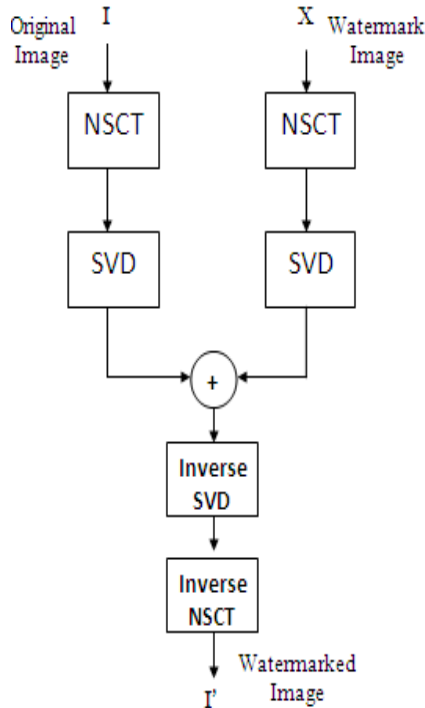 Original
Image
I
X
Watermark
Image
NSCT
NSCT
SVD
SVD
+
Inverse
SVD
Inverse
NSCT
Watermarked
Image
I'